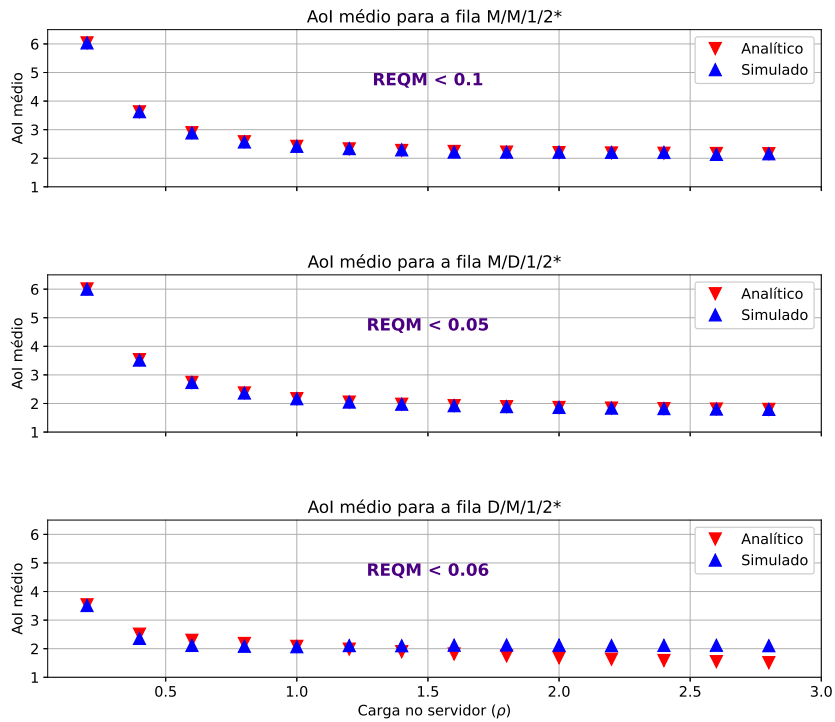 AoI médio para a fila M/M/1/2*
AoI médio
6
5
4
3
2
1
REQM < 0.1
Analítico
Simulado
AoI médio para a fila M/D/1/2*
AoI médio
6
5
4
3
2
1
REQM < 0.05
Analítico
Simulado
AoI médio para a fila D/M/1/2*
AoI médio
6
5
4
3
2
1
REQM < 0.06
Analítico
Simulado
0.5 1.0 1.5 2.0 2.5 3.0
Carga no servidor (ρ)